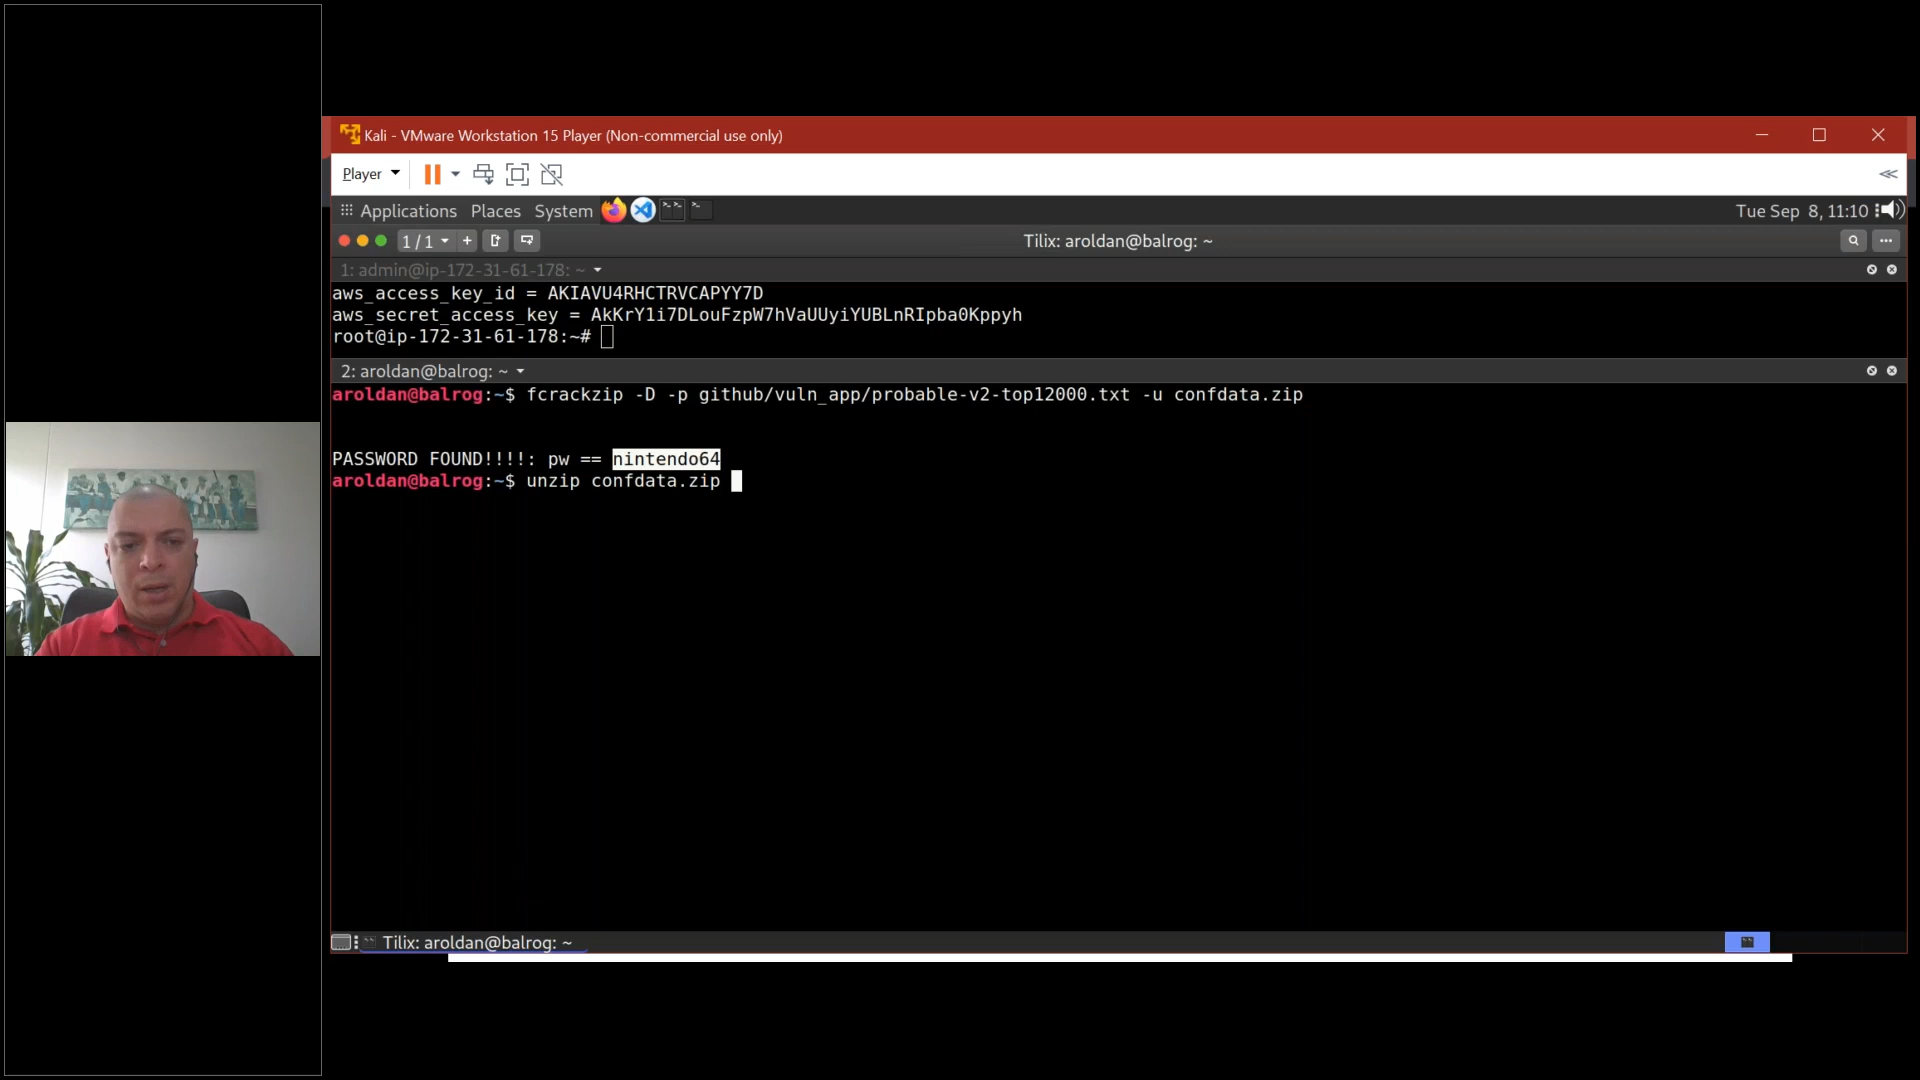 Kali - VMware Workstation 15 Player (Non-commercial use only)
Player
Applications Places System
Tue Sep 8, 11:10
1 / 1
Tilix: aroldan@balrog: ~
1: admin@ip-172-31-61-178: ~
aws_access_key_id = AKIAVU4RHCTRVCAPYY7D
aws_secret_access_key = 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
root@ip-172-31-61-178:~#
2: aroldan@balrog: ~
aroldan@balrog:~$ fcrackzip -D -p github/vuln_app/probable-v2-top12000.txt -u confdata.zip
PASSWORD FOUND!!!!: pw == nintendo64
aroldan@balrog:~$ unzip confdata.zip
Tilix: aroldan@balrog: ~